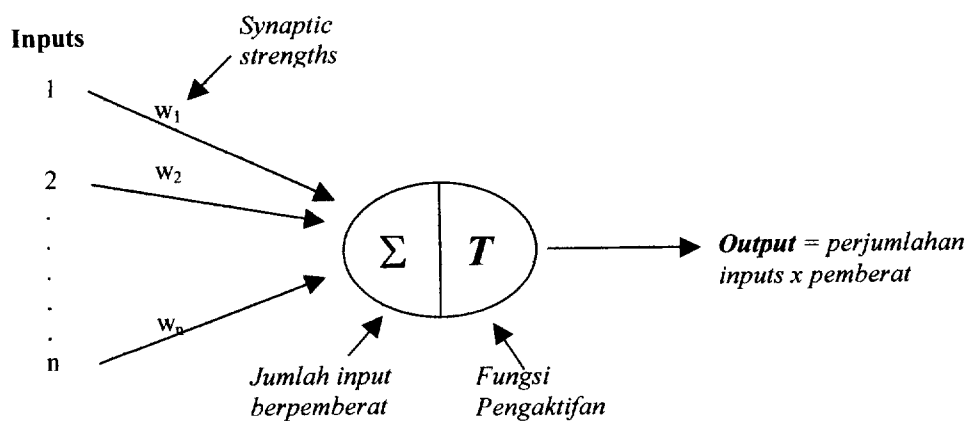 Synaptic
strengths
Inputs
1
w1
2
w2
.
.
.
.
.
n
wn
Σ
T
Output = perjumlahan
inputs x pemberat
Jumlah input
berpemberat
Fungsi
Pengaktifan